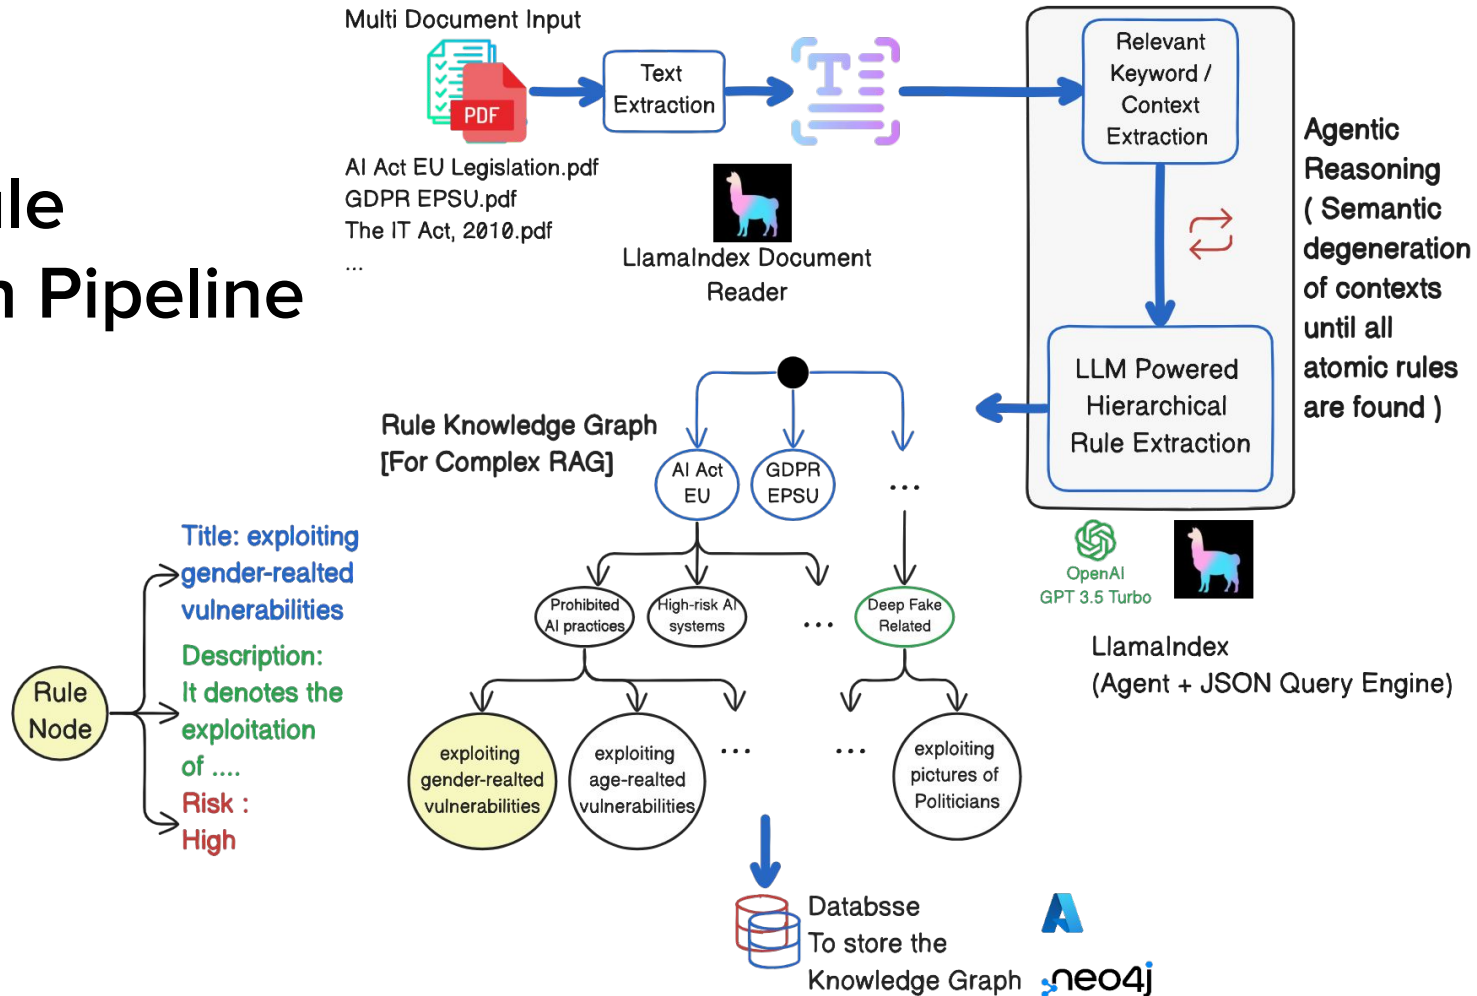 Multi Document Input
PDF
AI Act EU Legislation.pdf
GDPR EPSU.pdf
The IT Act, 2010.pdf
...
Text
Extraction
T
LlamaIndex Document
Reader
Relevant
Keyword /
Context
Extraction
LLM Powered
Hierarchical
Rule Extraction
Agentic
Reasoning
( Semantic
degeneration
of contexts
until all
atomic rules
are found )
OpenAI
GPT 3.5 Turbo
LlamaIndex
(Agent + JSON Query Engine)
Pipeline
Rule Knowledge Graph
[For Complex RAG]
AI Act
EU
GDPR
EPSU
...
Prohibited
AI practices
High-risk AI
systems
...
Deep Fake
Related
exploiting
gender-realted
vulnerabilities
exploiting
age-realted
vulnerabilities
...
...
exploiting
pictures of
Politicians
Rule
Node
Title: exploiting
gender-realted
vulnerabilities
Description:
It denotes the
exploitation
of ....
Risk :
High
Databsse
To store the
Knowledge Graph
neo4j